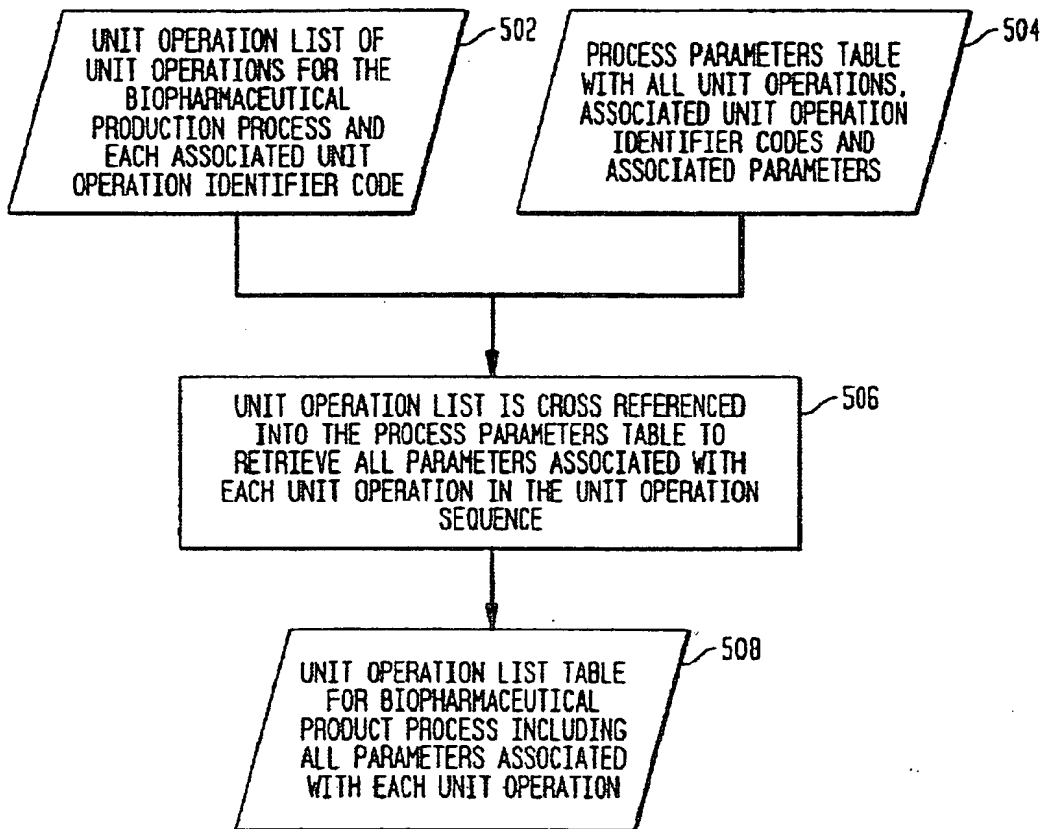 UNIT OPERATION LIST OF
UNIT OPERATIONS FOR THE
BIOPHARMACEUTICAL
PRODUCTION PROCESS AND
EACH ASSOCIATED UNIT
OPERATION IDENTIFIER CODE
502
PROCESS PARAMETERS TABLE
WITH ALL UNIT OPERATIONS,
ASSOCIATED UNIT OPERATION
IDENTIFIER CODES AND
ASSOCIATED PARAMETERS
504
UNIT OPERATION LIST IS CROSS REFERENCED
INTO THE PROCESS PARAMETERS TABLE TO
RETRIEVE ALL PARAMETERS ASSOCIATED WITH
EACH UNIT OPERATION IN THE UNIT OPERATION
SEQUENCE
506
UNIT OPERATION LIST TABLE
FOR BIOPHARMACEUTICAL
PRODUCT PROCESS INCLUDING
ALL PARAMETERS ASSOCIATED
WITH EACH UNIT OPERATION
508